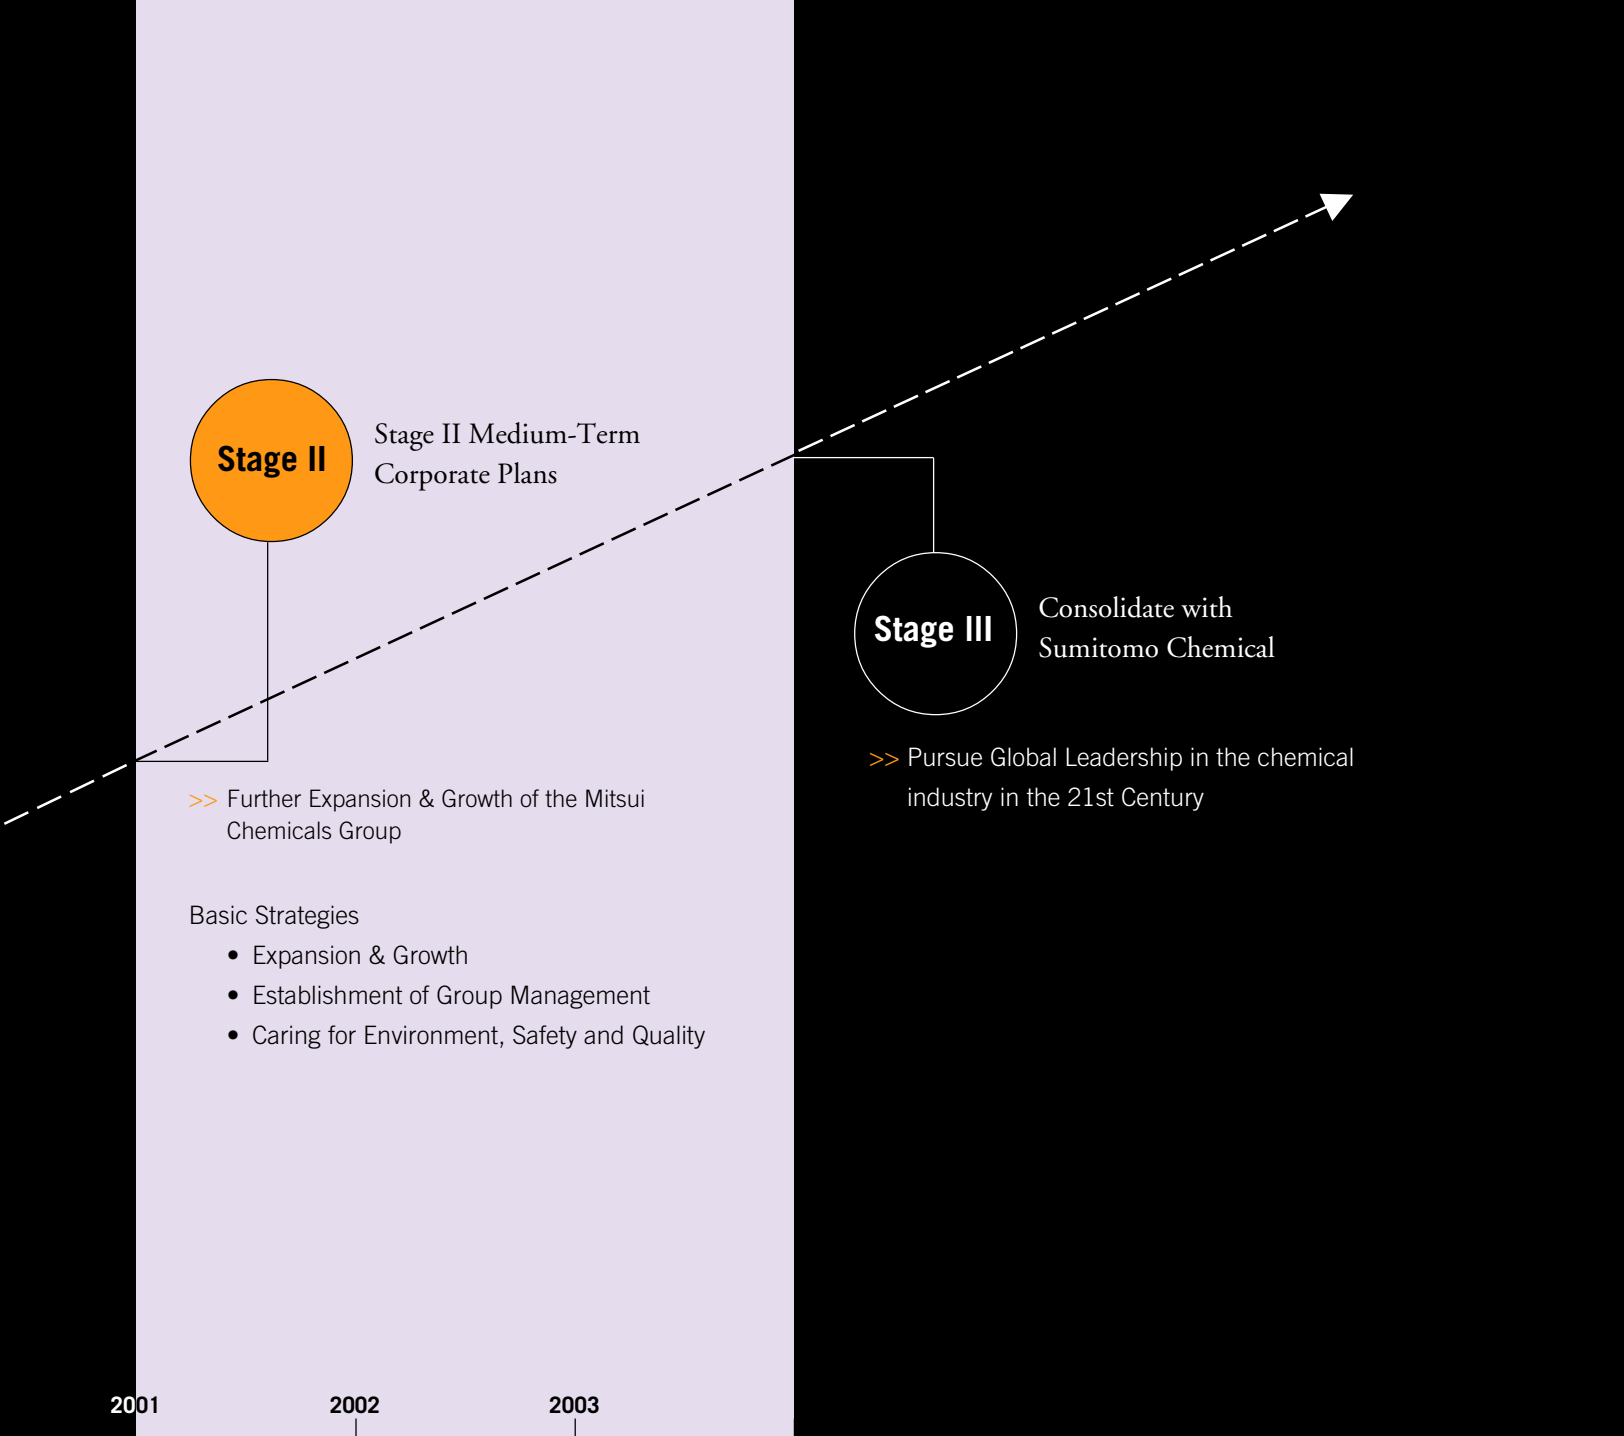 Stage II
Stage II Medium-Term
Corporate Plans
>> Further Expansion & Growth of the Mitsui
Chemicals Group
Basic Strategies
• Expansion & Growth
• Establishment of Group Management
• Caring for Environment, Safety and Quality
Stage III
Consolidate with
Sumitomo Chemical
>> Pursue Global Leadership in the chemical
industry in the 21st Century
2001 2002 2003